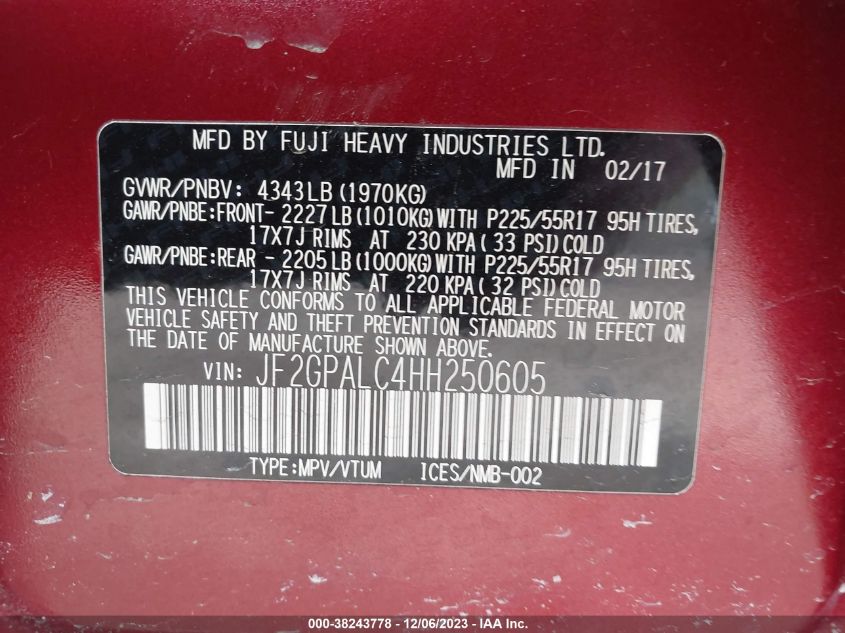 MFD BY FUJI HEAVY INDUSTRIES LTD.
MFD IN 02/17
GVWR/PNBV: 4343LB (1970KG)
GAWR/PNBE:FRONT- 2227LB (1010KG) WITH P225/55R17 95H TIRES,
17X7J RIMS AT 230 KPA( 33 PSI) COLD
GAWR/PNBE:REAR - 2205LB (1000KG) WITH P225/55R17 95H TIRES,
17X7J RIMS AT 220 KPA( 32 PSI) COLD
THIS VEHICLE CONFORMS TO ALL APPLICABLE FEDERAL MOTOR
VEHICLE SAFETY AND THEFT PREVENTION STANDARDS IN EFFECT ON
THE DATE OF MANUFACTURE SHOWN ABOVE.
VIN: JF2GPALC4HH250605
TYPE:MPV/VTUM ICES/NMB-002
000-38243778 - 12/06/2023 - IAA Inc.